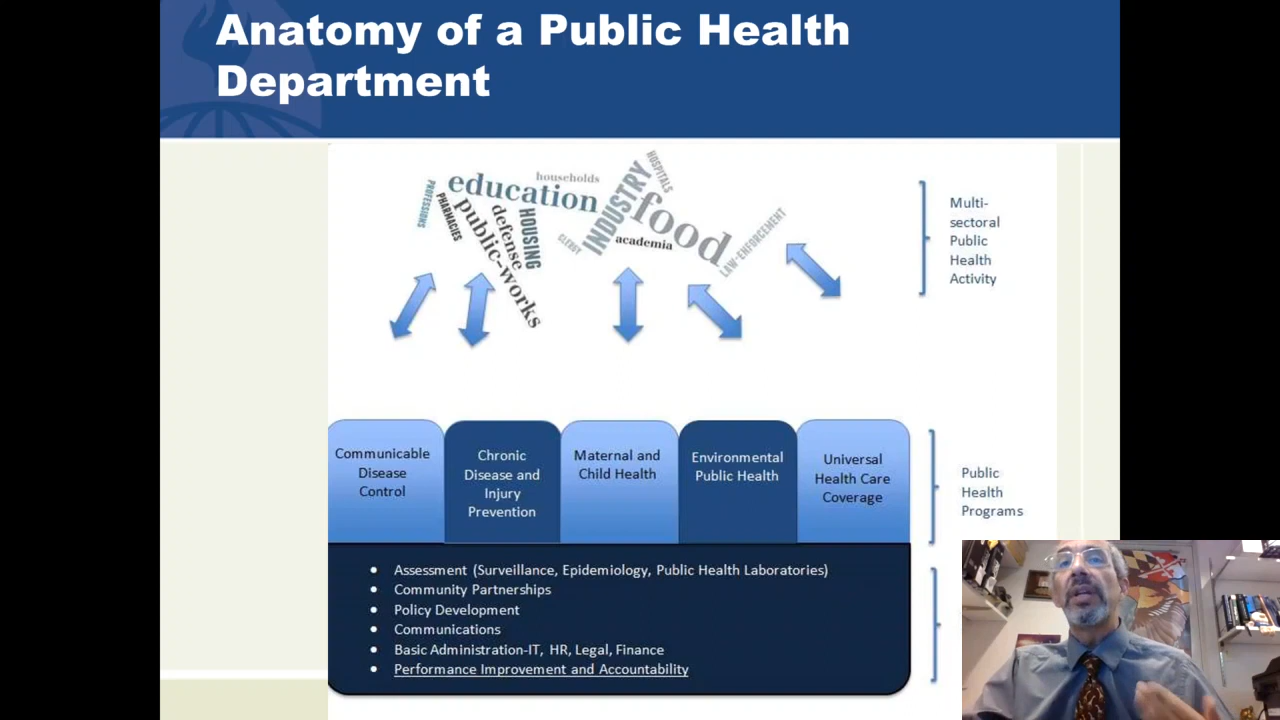 Anatomy of a Public Health
Department
PROFESSIONS
PHARMACIES
education
households
public-works
defense
HOUSING
CLERGY
INDUSTRY
HOSPITALS
food
academia
LAW-ENFORCEMENT
Multi-
sectoral
Public
Health
Activity
Communicable
Disease
Control
Chronic
Disease and
Injury
Prevention
Maternal and
Child Health
Environmental
Public Health
Universal
Health Care
Coverage
Public
Health
Programs
• Assessment (Surveillance, Epidemiology, Public Health Laboratories)
• Community Partnerships
• Policy Development
• Communications
• Basic Administration-IT, HR, Legal, Finance
• Performance Improvement and Accountability